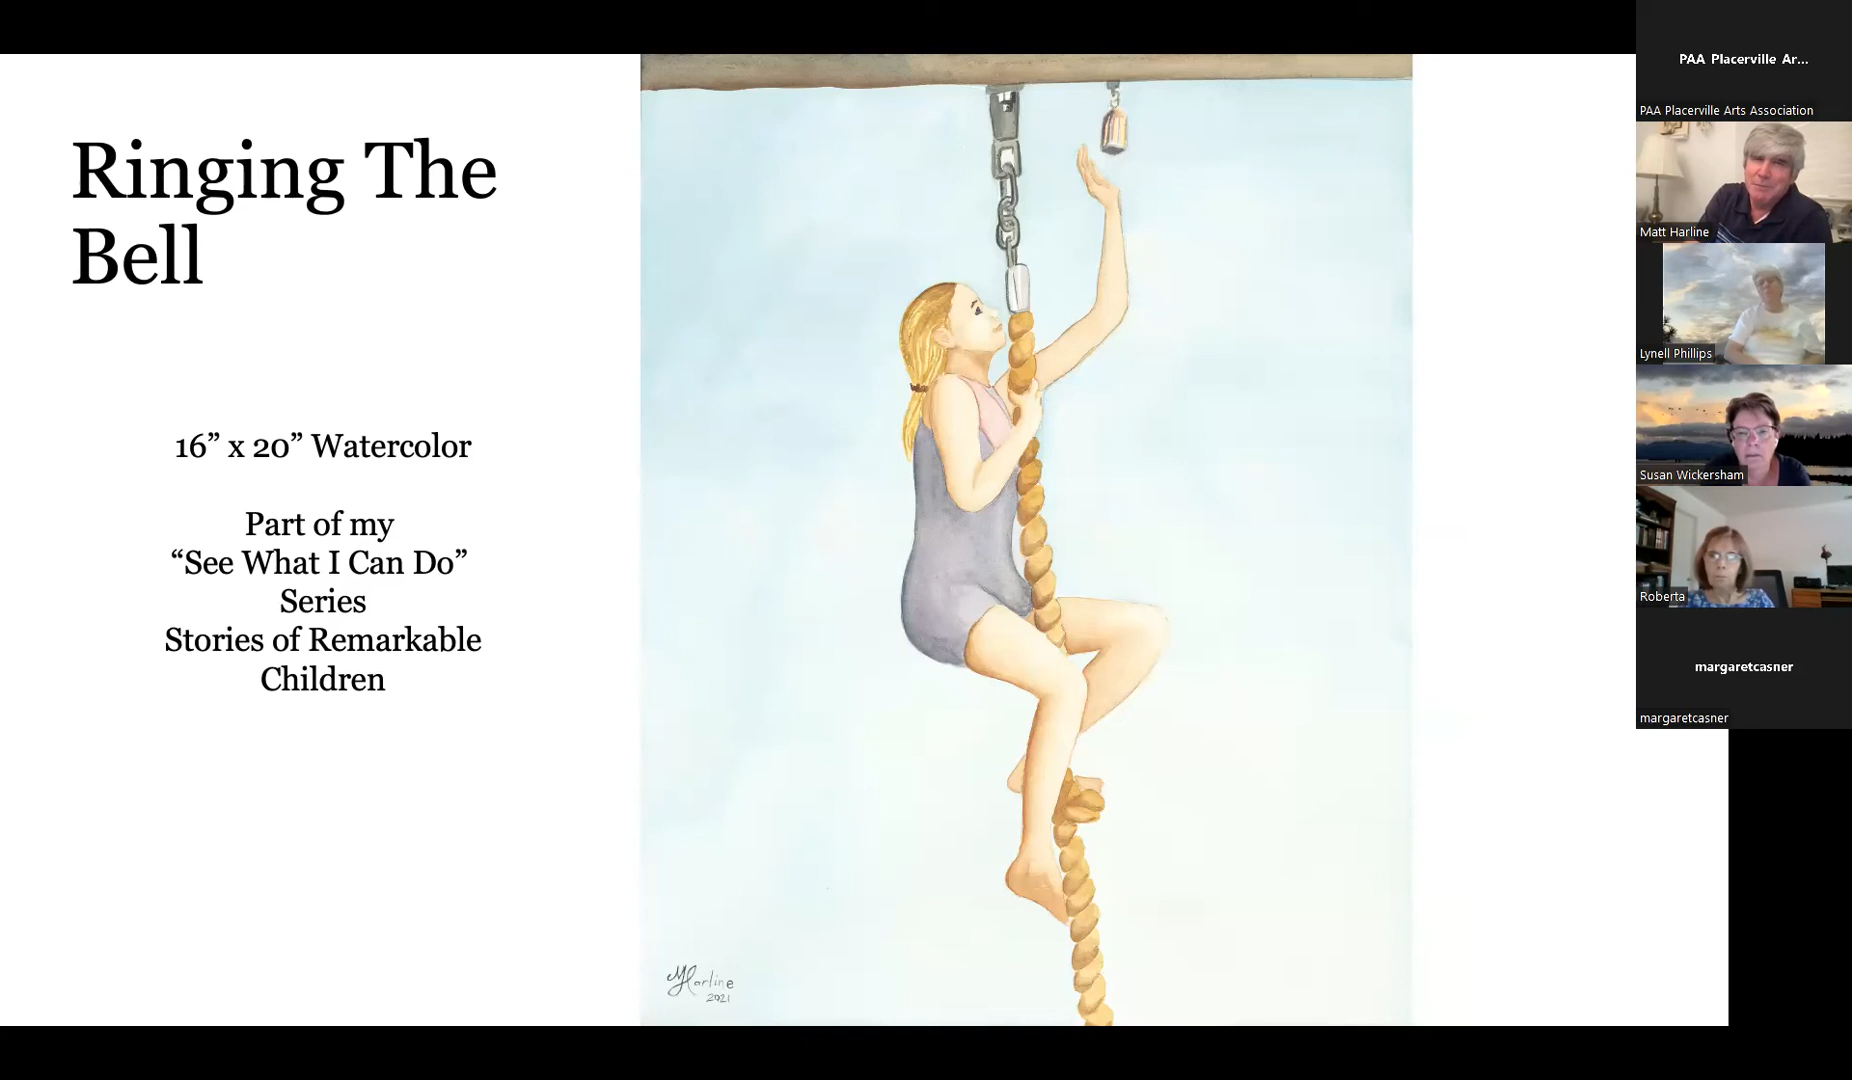 Ringing The
Bell
16” x 20” Watercolor
Part of my
“See What I Can Do”
Series
Stories of Remarkable
Children
MHarline
2021
PAA Placerville Ar...
PAA Placerville Arts Association
Matt Harline
Lynell Phillips
Susan Wickersham
Roberta
margaretcasner
margaretcasner